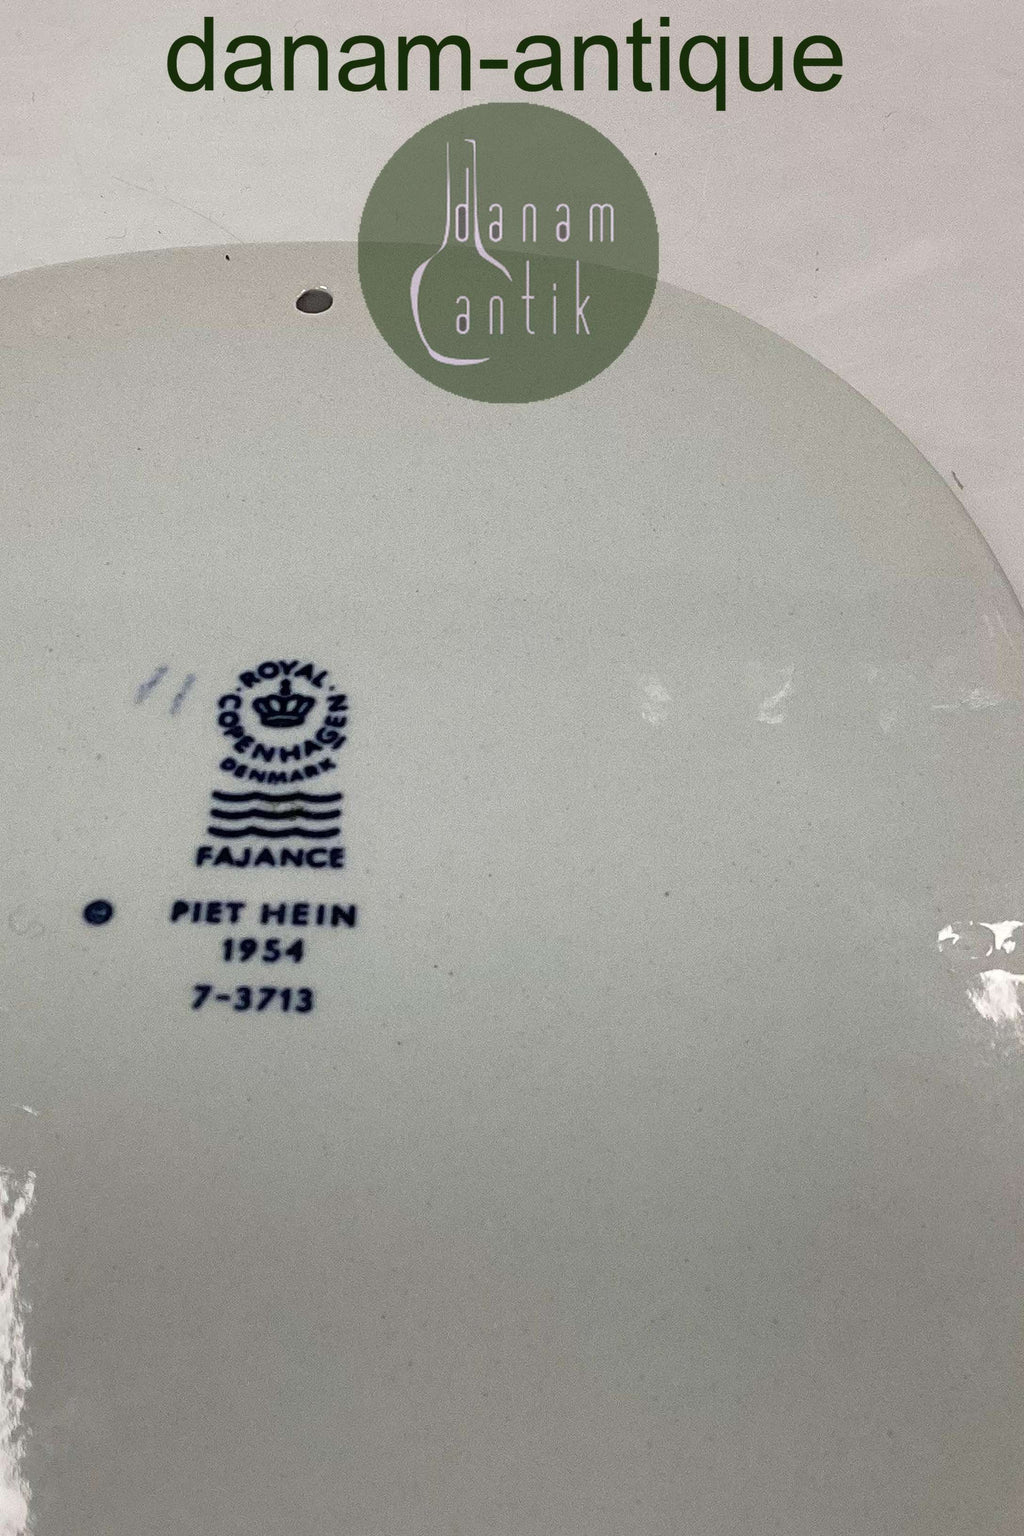 danam-antique
danam
antik
ROYAL
COPENHAGEN
DENMARK
FAJANCE
PIET HEIN
1954
7-3713